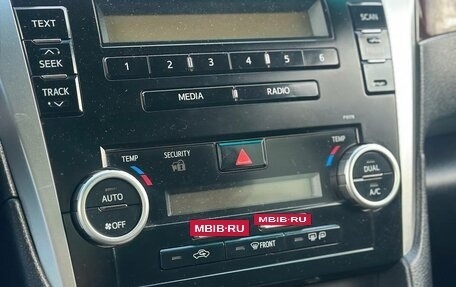 TEXT
SCAN
SEEK
1 2 3 4 5 6
TRACK
MEDIA RADIO
TEMP SECURITY TEMP
AUTO
OFF
DUAL
A/C
MBIB.RU MBIB.RU
FRONT